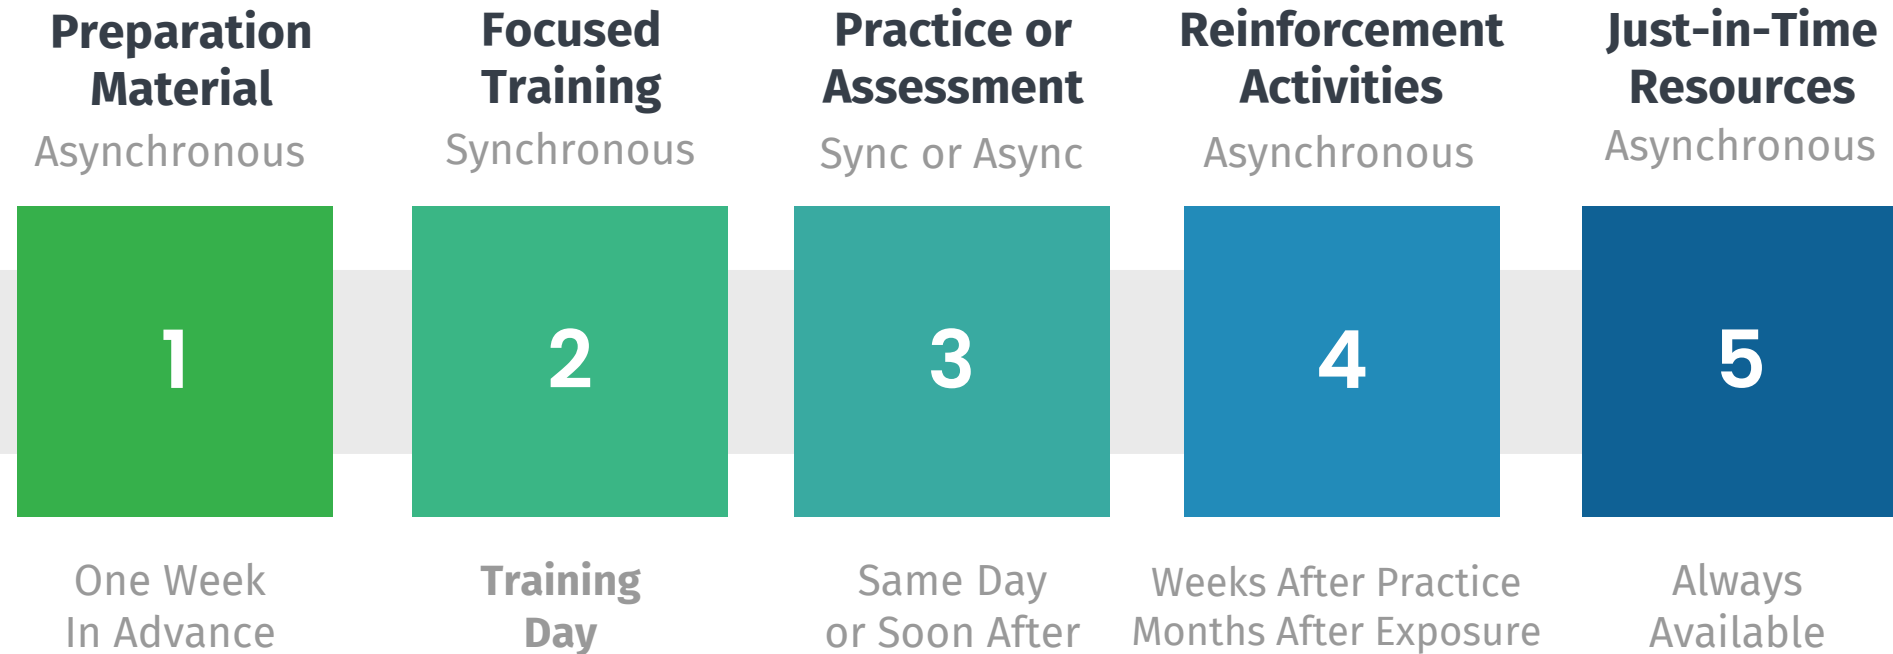 Preparation
Material
Asynchronous
1
One Week
In Advance
Focused
Training
Synchronous
2
Training
Day
Practice or
Assessment
Sync or Async
3
Same Day
or Soon After
Reinforcement
Activities
Asynchronous
4
Weeks After Practice
Months After Exposure
Just-in-Time
Resources
Asynchronous
5
Always
Available